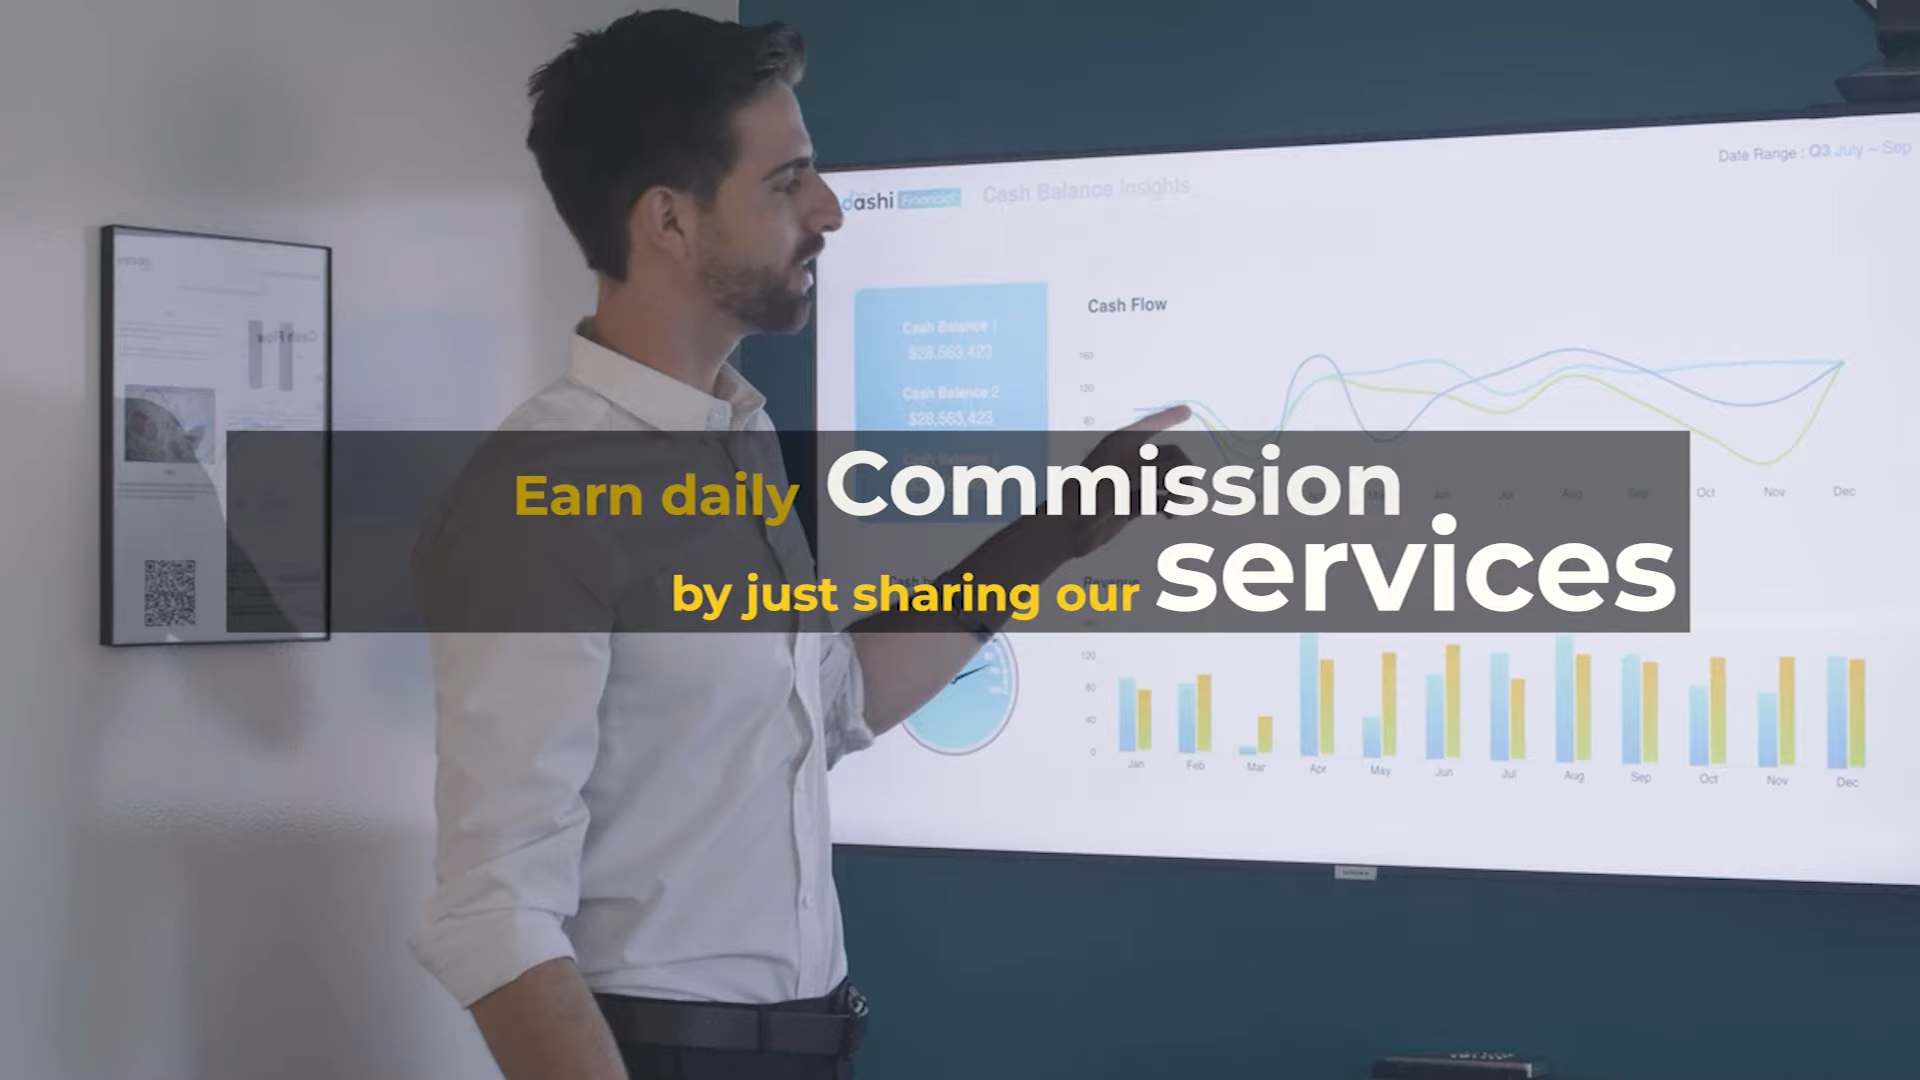 Date Range : Q3 July ~ Sep
dashi Financial Cash Balance Insights
Cash Flow
Cash Balance 1
$28,563,423
Cash Balance 2
$28,563,423
160
120
80
Earn daily Commission
by just sharing our services
Oct Nov Dec
Revenue
120
80
40
0
Jan Feb Mar Apr May Jun Jul Aug Sep Oct Nov Dec